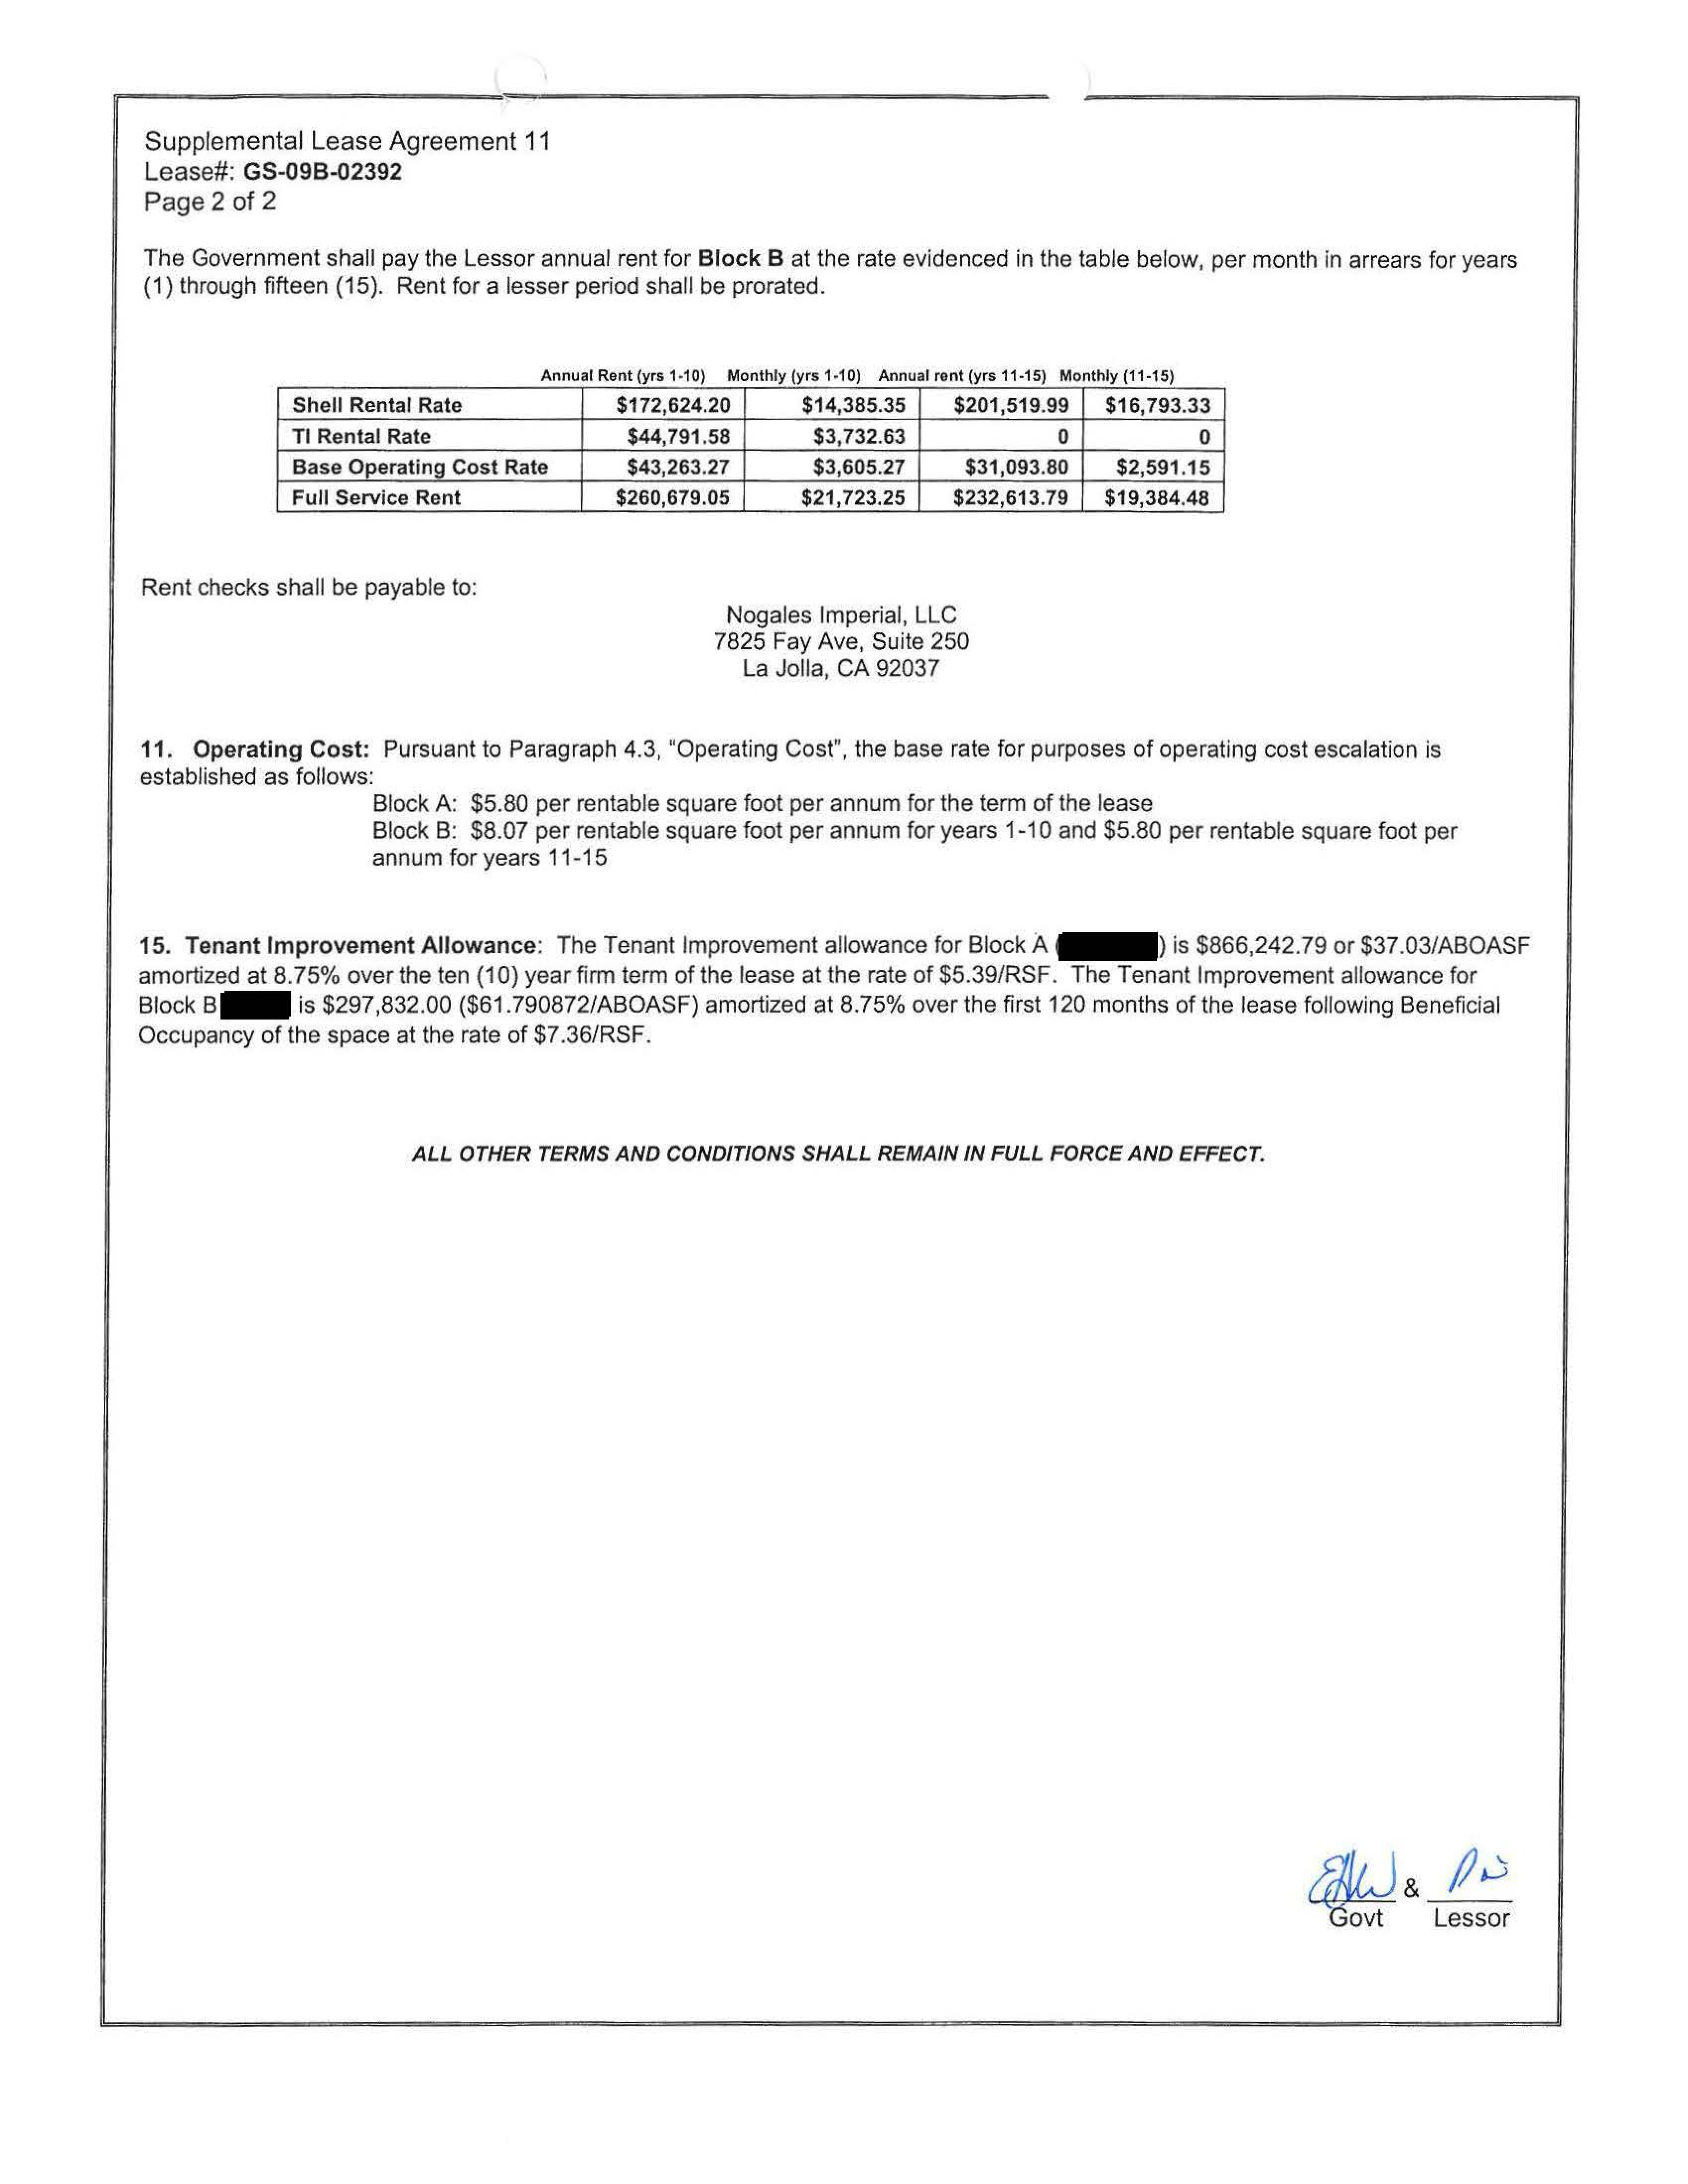 Supplemental Lease Agreement 11
Lease#: GS-09B-02392
Page 2 of 2
The Government shall pay the Lessor annual rent for Block B at the rate evidenced in the table below, per month in arrears for years
(1) through fifteen (15). Rent for a lesser period shall be prorated.
Annual Rent (yrs 1-10) Monthly (yrs 1-10) Annual rent (yrs 11-15) Monthly (11-15)
Shell Rental Rate $172,624.20 $14,385.35 $201,519.99 $16,793.33
TI Rental Rate $44,791.58 $3,732.63 0 0
Base Operating Cost Rate $43,263.27 $3,605.27 $31,093.80 $2,591.15
Full Service Rent $260,679.05 $21,723.25 $232,613.79 $19,384.48
Rent checks shall be payable to:
Nogales Imperial, LLC
7825 Fay Ave, Suite 250
La Jolla, CA 92037
11. Operating Cost: Pursuant to Paragraph 4.3, "Operating Cost", the base rate for purposes of operating cost escalation is
established as follows:
Block A: $5.80 per rentable square foot per annum for the term of the lease
Block B: $8.07 per rentable square foot per annum for years 1-10 and $5.80 per rentable square foot per
annum for years 11-15
15. Tenant Improvement Allowance: The Tenant Improvement allowance for Block A ( ) is $866,242.79 or $37.03/ABOASF
amortized at 8.75% over the ten (10) year firm term of the lease at the rate of $5.39/RSF. The Tenant Improvement allowance for
Block B is $297,832.00 ($61.790872/ABOASF) amortized at 8.75% over the first 120 months of the lease following Beneficial
Occupancy of the space at the rate of $7.36/RSF.
ALL OTHER TERMS AND CONDITIONS SHALL REMAIN IN FULL FORCE AND EFFECT.
&
Govt Lessor